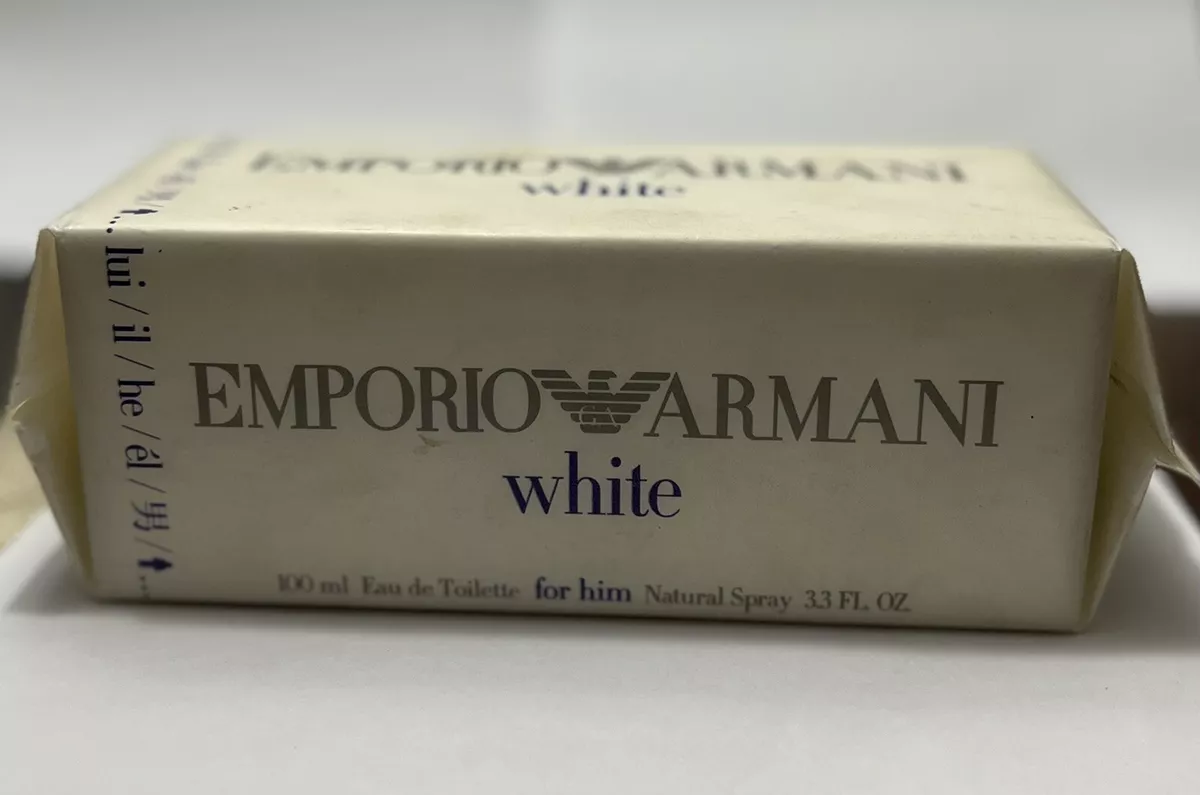 EMPORIO ARMANI
white
... lui / il / he / él / 男 / ...
EMPORIO ARMANI
white
100 ml Eau de Toilette for him Natural Spray 3.3 FL. OZ.